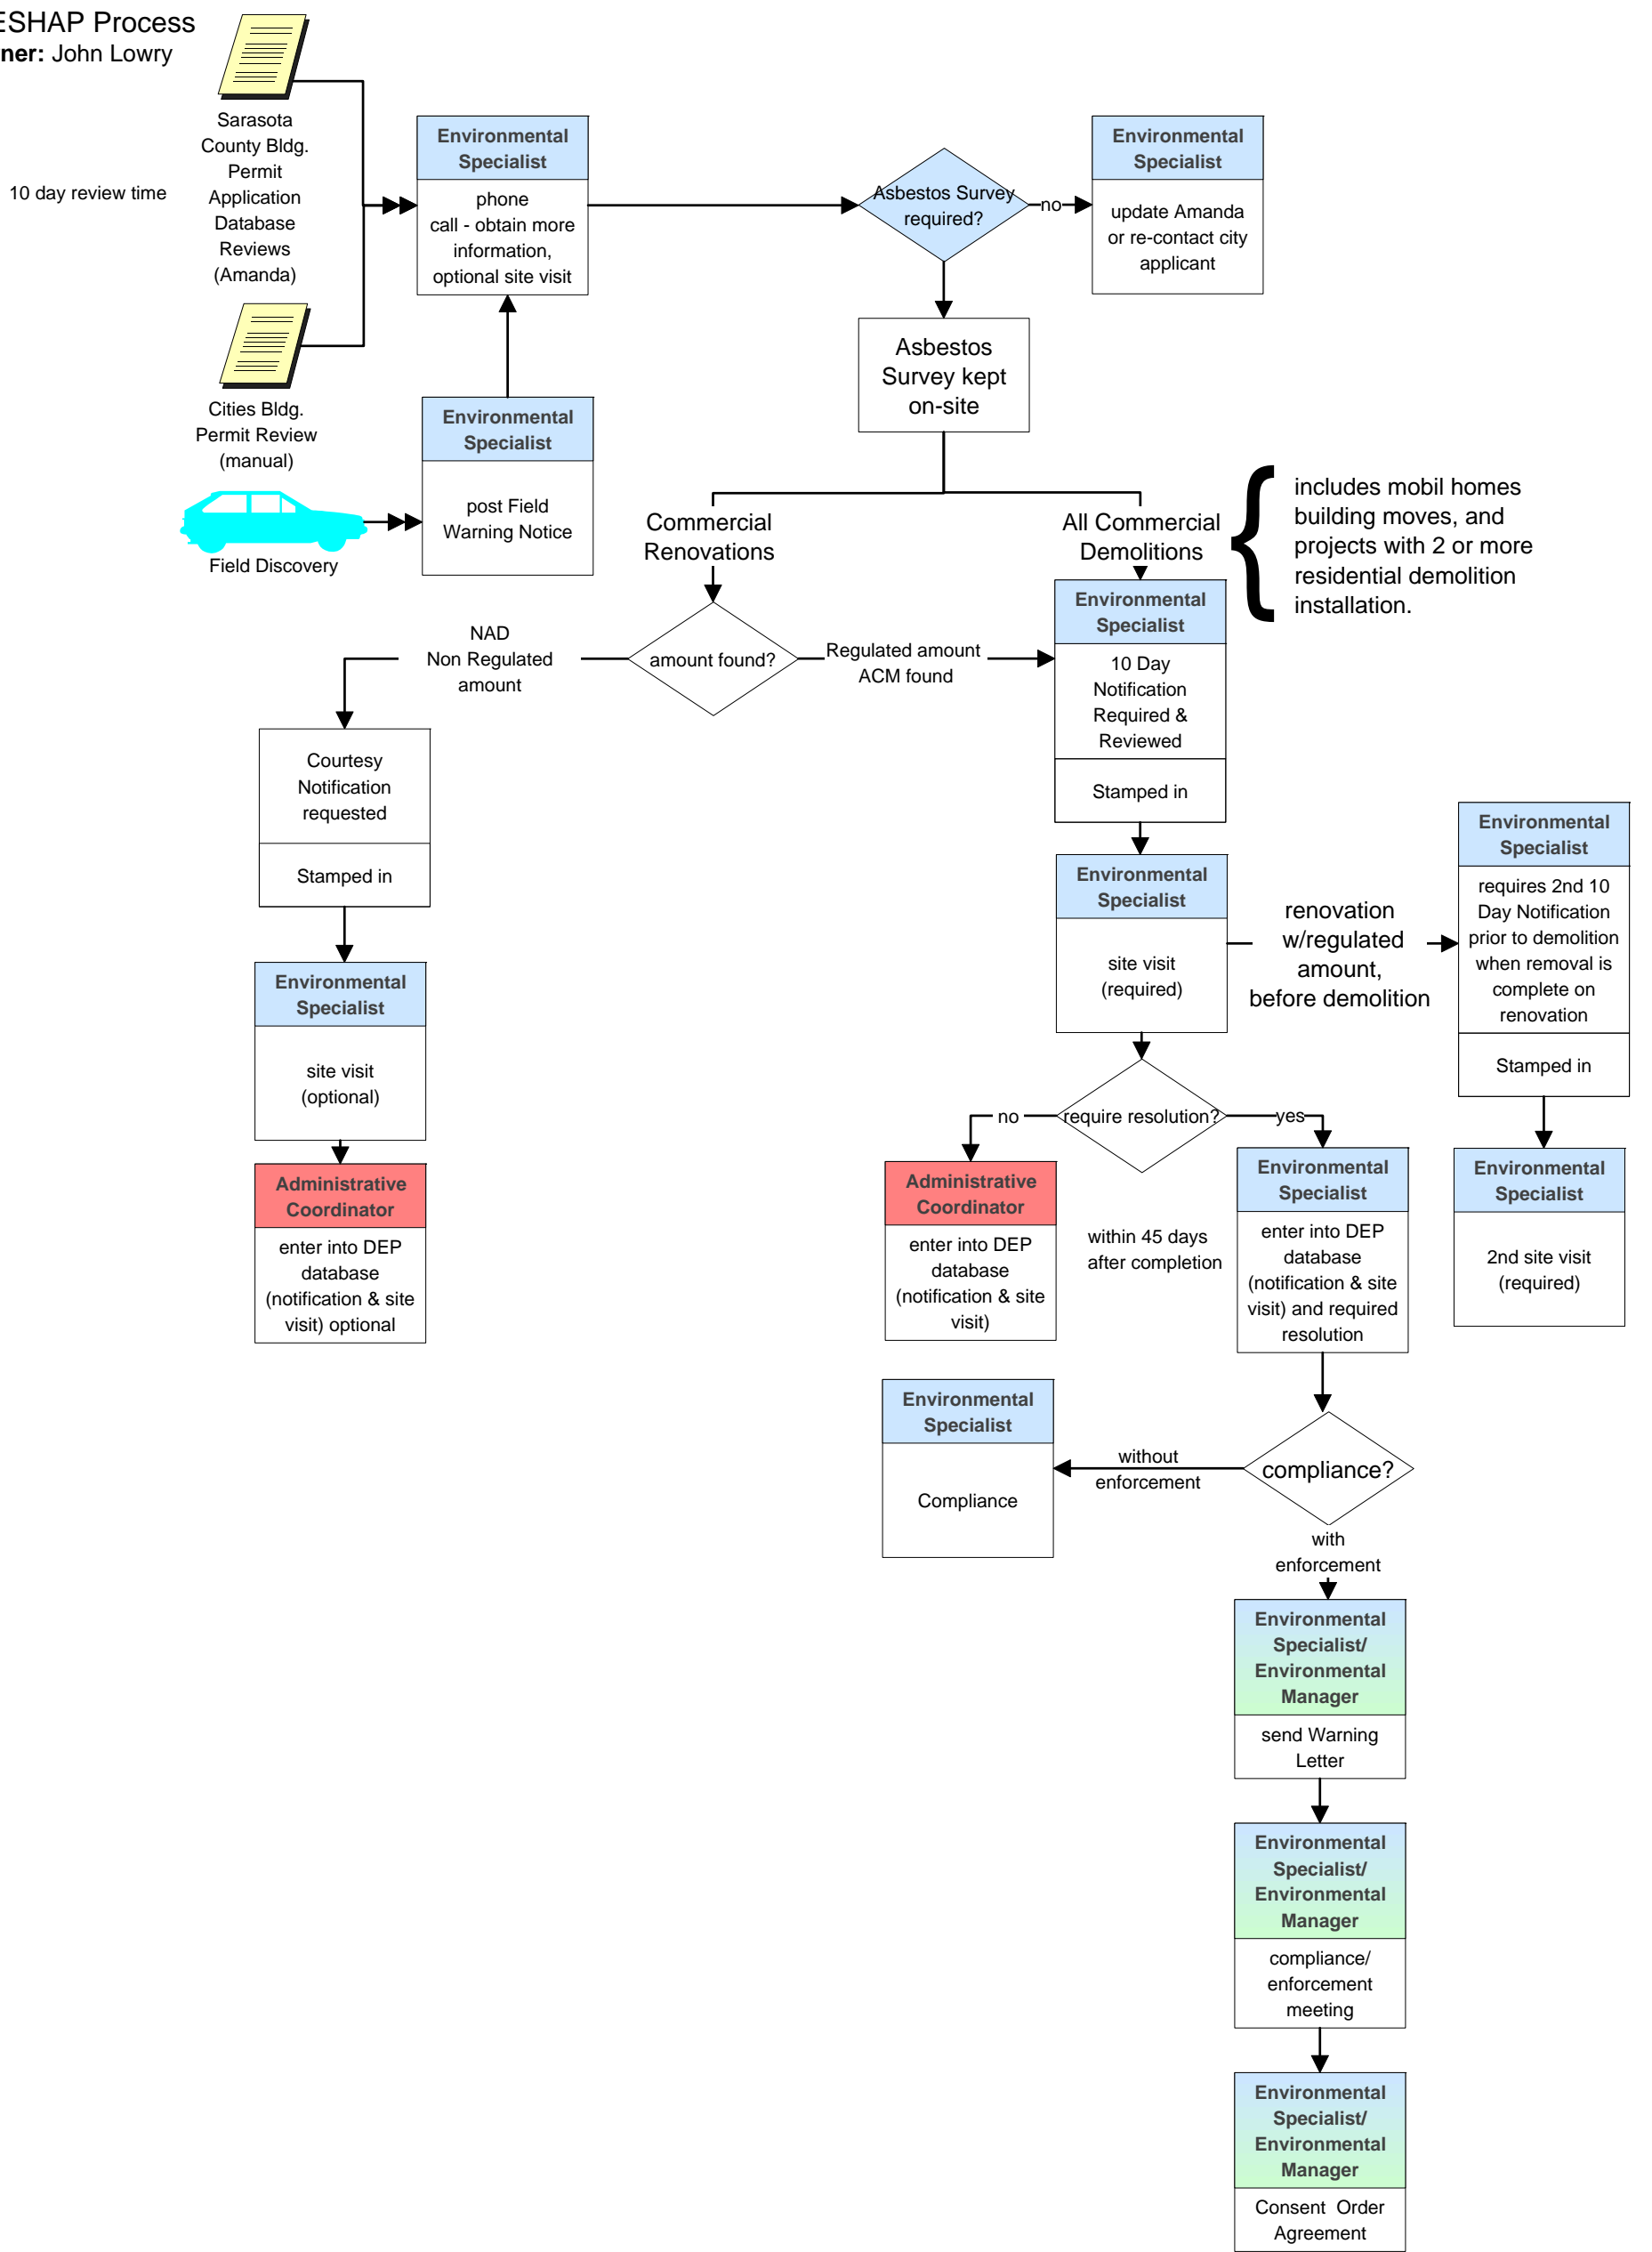 ESHAP Process
ner: John Lowry
10 day review time
Sarasota
County Bldg.
Permit
Application
Database
Reviews
(Amanda)
Cities Bldg.
Permit Review
(manual)
Field Discovery
Environmental
Specialist
phone
call - obtain more
information,
optional site visit
Environmental
Specialist
post Field
Warning Notice
Asbestos Survey
required?
no
Environmental
Specialist
update Amanda
or re-contact city
applicant
Asbestos
Survey kept
on-site
Commercial
Renovations
All Commercial
Demolitions
{
includes mobil homes
building moves, and
projects with 2 or more
residential demolition
installation.
amount found?
NAD
Non Regulated
amount
Regulated amount
ACM found
Courtesy
Notification
requested
Stamped in
Environmental
Specialist
site visit
(optional)
Administrative
Coordinator
enter into DEP
database
(notification & site
visit) optional
Environmental
Specialist
10 Day
Notification
Required &
Reviewed
Stamped in
Environmental
Specialist
site visit
(required)
renovation
w/regulated
amount,
before demolition
Environmental
Specialist
requires 2nd 10
Day Notification
prior to demolition
when removal is
complete on
renovation
Stamped in
Environmental
Specialist
2nd site visit
(required)
require resolution?
no
yes
Administrative
Coordinator
enter into DEP
database
(notification & site
visit)
within 45 days
after completion
Environmental
Specialist
enter into DEP
database
(notification & site
visit) and required
resolution
compliance?
without
enforcement
Environmental
Specialist
Compliance
with
enforcement
Environmental
Specialist/
Environmental
Manager
send Warning
Letter
Environmental
Specialist/
Environmental
Manager
compliance/
enforcement
meeting
Environmental
Specialist/
Environmental
Manager
Consent Order
Agreement